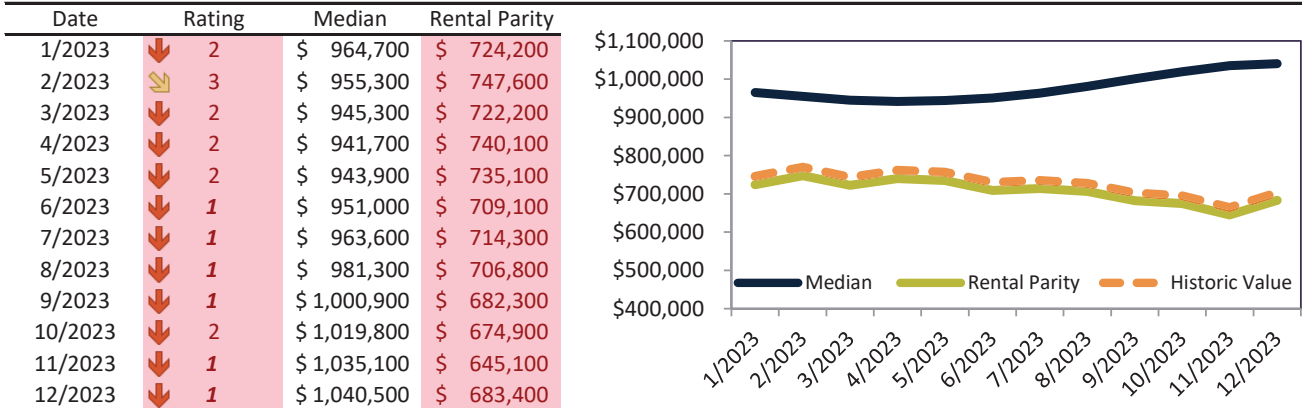 Date Rating Median Rental Parity
1/2023 2 $ 964,700 $ 724,200
2/2023 3 $ 955,300 $ 747,600
3/2023 2 $ 945,300 $ 722,200
4/2023 2 $ 941,700 $ 740,100
5/2023 2 $ 943,900 $ 735,100
6/2023 1 $ 951,000 $ 709,100
7/2023 1 $ 963,600 $ 714,300
8/2023 1 $ 981,300 $ 706,800
9/2023 1 $ 1,000,900 $ 682,300
10/2023 2 $ 1,019,800 $ 674,900
11/2023 1 $ 1,035,100 $ 645,100
12/2023 1 $ 1,040,500 $ 683,400
$1,100,000
$1,000,000
$900,000
$800,000
$700,000
$600,000
$500,000
$400,000
Median Rental Parity Historic Value
1/2023 2/2023 3/2023 4/2023 5/2023 6/2023 7/2023 8/2023 9/2023 10/2023 11/2023 12/2023